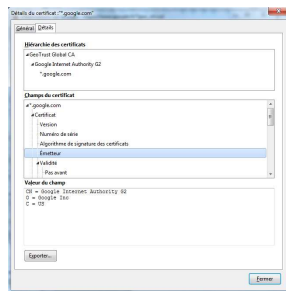 Détails du certificat :"*.google.com"
Général Détails
Hiérarchie des certificats
GeoTrust Global CA
Google Internet Authority G2
*.google.com
Champs du certificat
*.google.com
Certificat
Version
Numéro de série
Algorithme de signature des certificats
Émetteur
Validité
Pas avant
Valeur du champ
CN = Google Internet Authority G2
O = Google Inc
C = US
Exporter...
Fermer